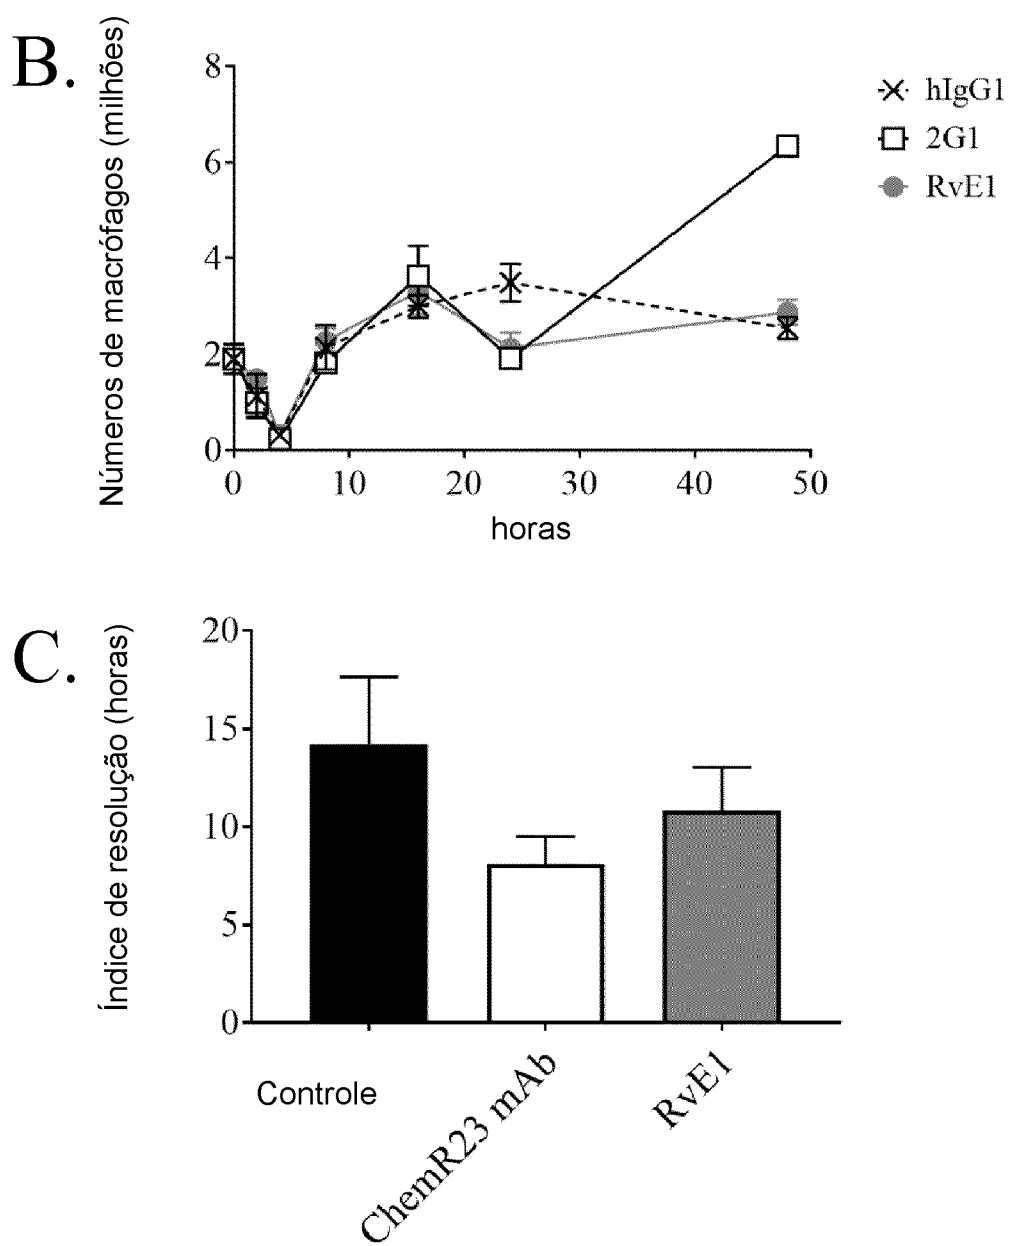 B.
Números de macrófagos (milhões)
8
6
4
2
0
0 10 20 30 40 50
horas
hIgG1
2G1
RvE1
C.
Índice de resolução (horas)
20
15
10
5
0
Controle
ChemR23 mAb
RvE1